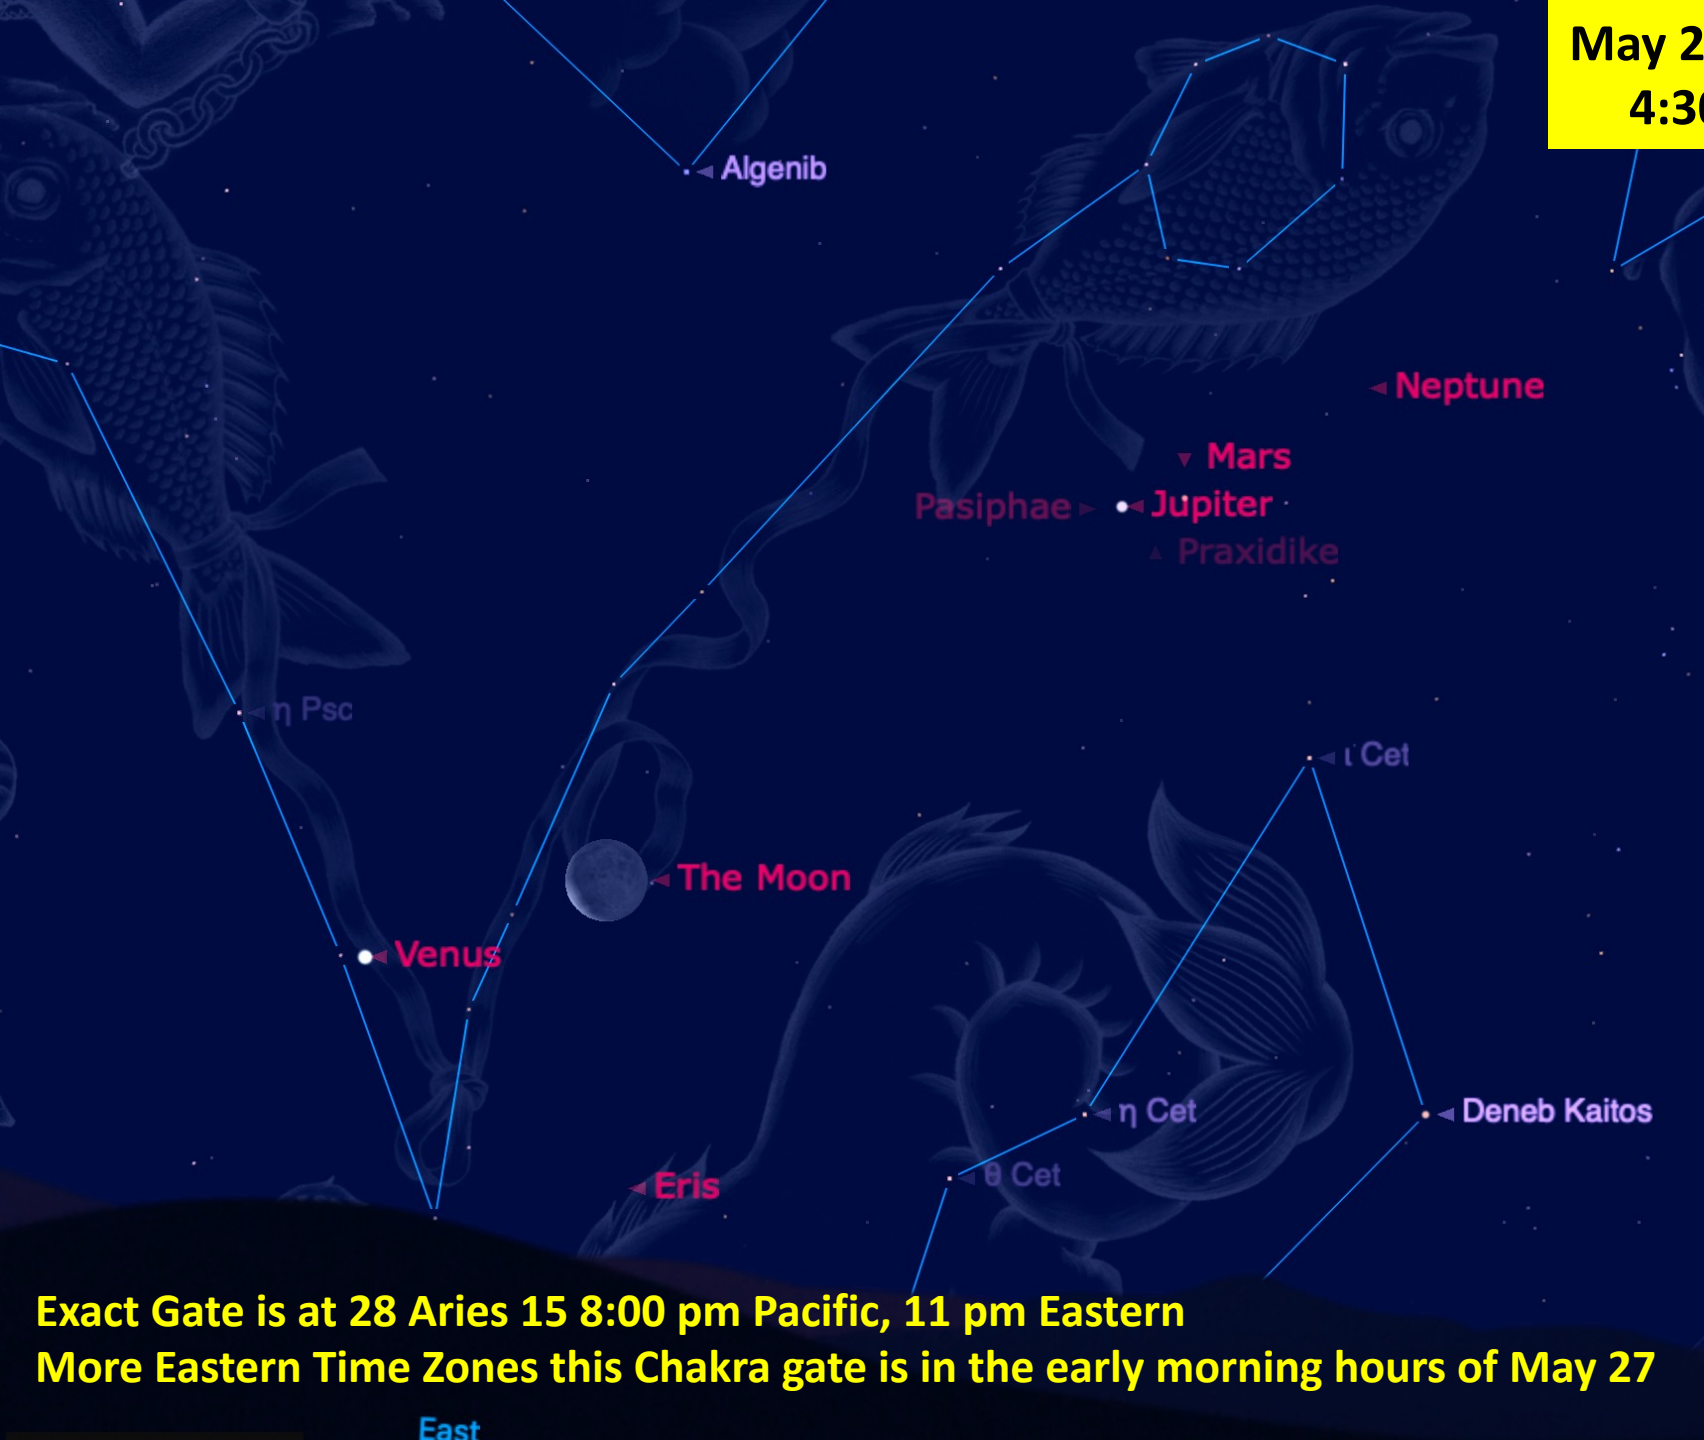 May 2
4:30
Algenib
Neptune
Mars
Pasiphae
Jupiter
Praxidike
η Psc
ι Cet
The Moon
Venus
η Cet
Deneb Kaitos
θ Cet
Eris
Exact Gate is at 28 Aries 15 8:00 pm Pacific, 11 pm Eastern
More Eastern Time Zones this Chakra gate is in the early morning hours of May 27
East